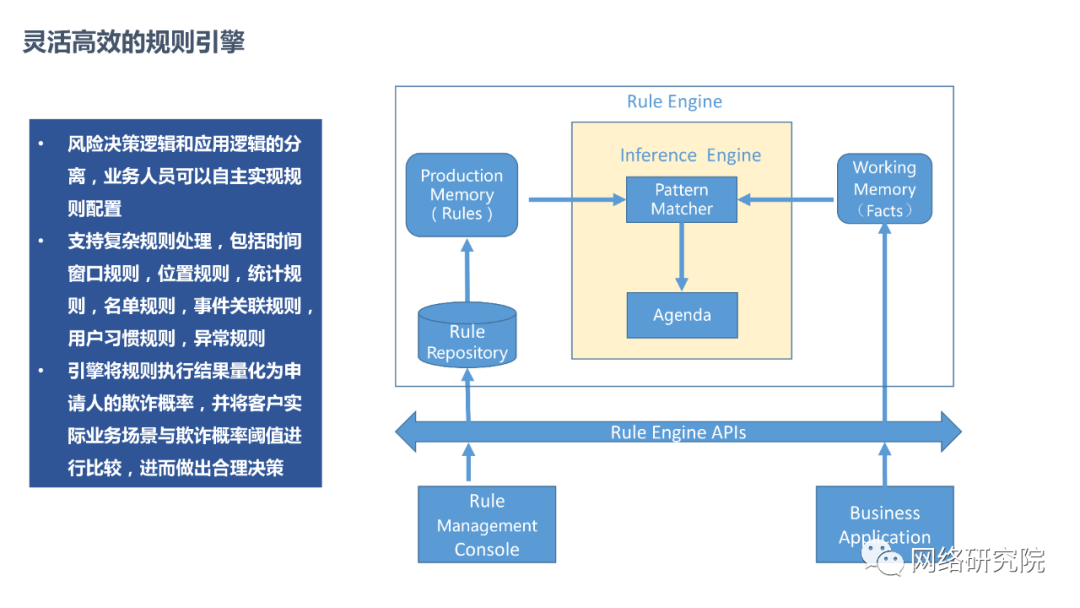 灵活高效的规则引擎
• 风险决策逻辑和应用逻辑的分
离，业务人员可以自主实现规
则配置
• 支持复杂规则处理，包括时间
窗口规则，位置规则，统计规
则，名单规则，事件关联规则，
用户习惯规则，异常规则
• 引擎将规则执行结果量化为申
请人的欺诈概率，并将客户实
际业务场景与欺诈概率阈值进
行比较，进而做出合理决策
Rule Engine
Inference Engine
Production
Memory
（Rules）
Pattern
Matcher
Working
Memory
（Facts）
Agenda
Rule
Repository
Rule Engine APIs
Rule
Management
Console
Business
Application
网络研究院